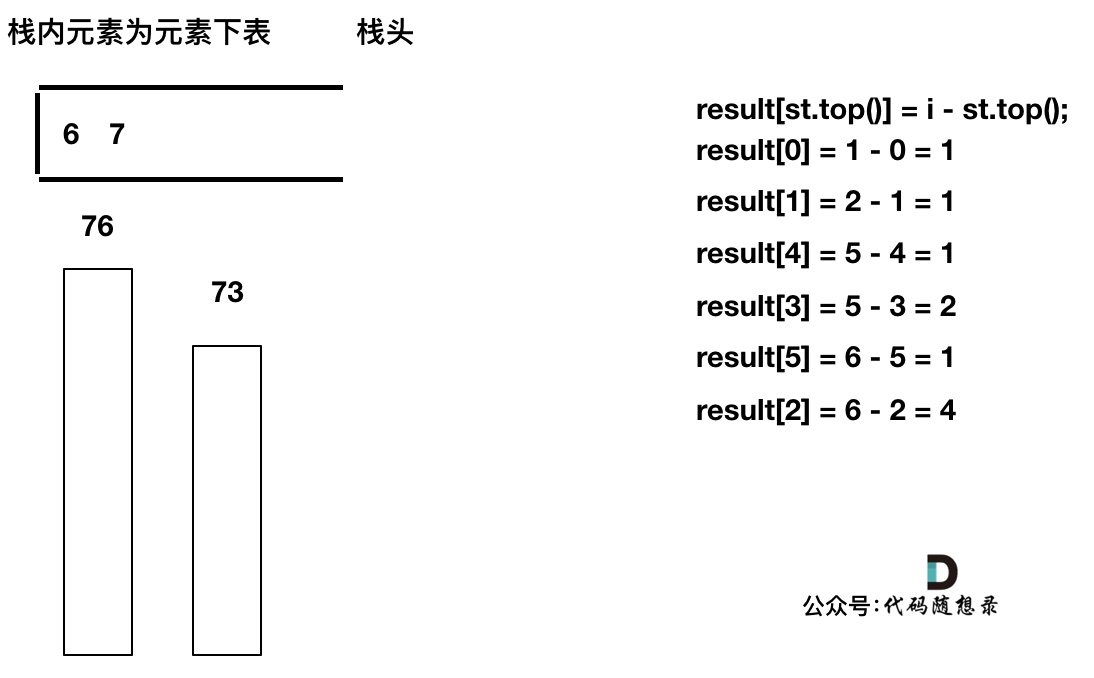 栈内元素为元素下表 栈头
6 7
76
73
result[st.top()] = i - st.top();
result[0] = 1 - 0 = 1
result[1] = 2 - 1 = 1
result[4] = 5 - 4 = 1
result[3] = 5 - 3 = 2
result[5] = 6 - 5 = 1
result[2] = 6 - 2 = 4
公众号:代码随想录